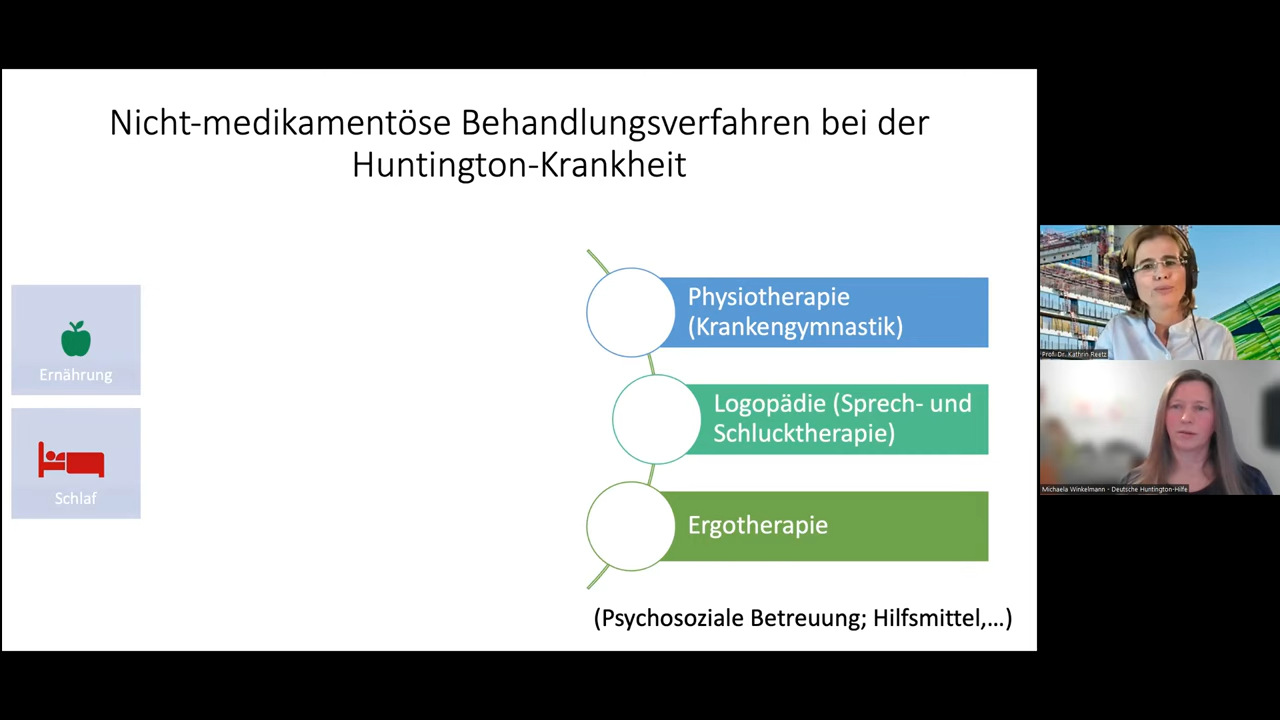 Nicht-medikamentöse Behandlungsverfahren bei der
Huntington-Krankheit
Ernährung
Schlaf
Physiotherapie
(Krankengymnastik)
Logopädie (Sprech- und
Schlucktherapie)
Ergotherapie
(Psychosoziale Betreuung; Hilfsmittel,...)
Prof. Dr. Kathrin Reetz
Michaela Winkelmann - Deutsche Huntington-Hilfe